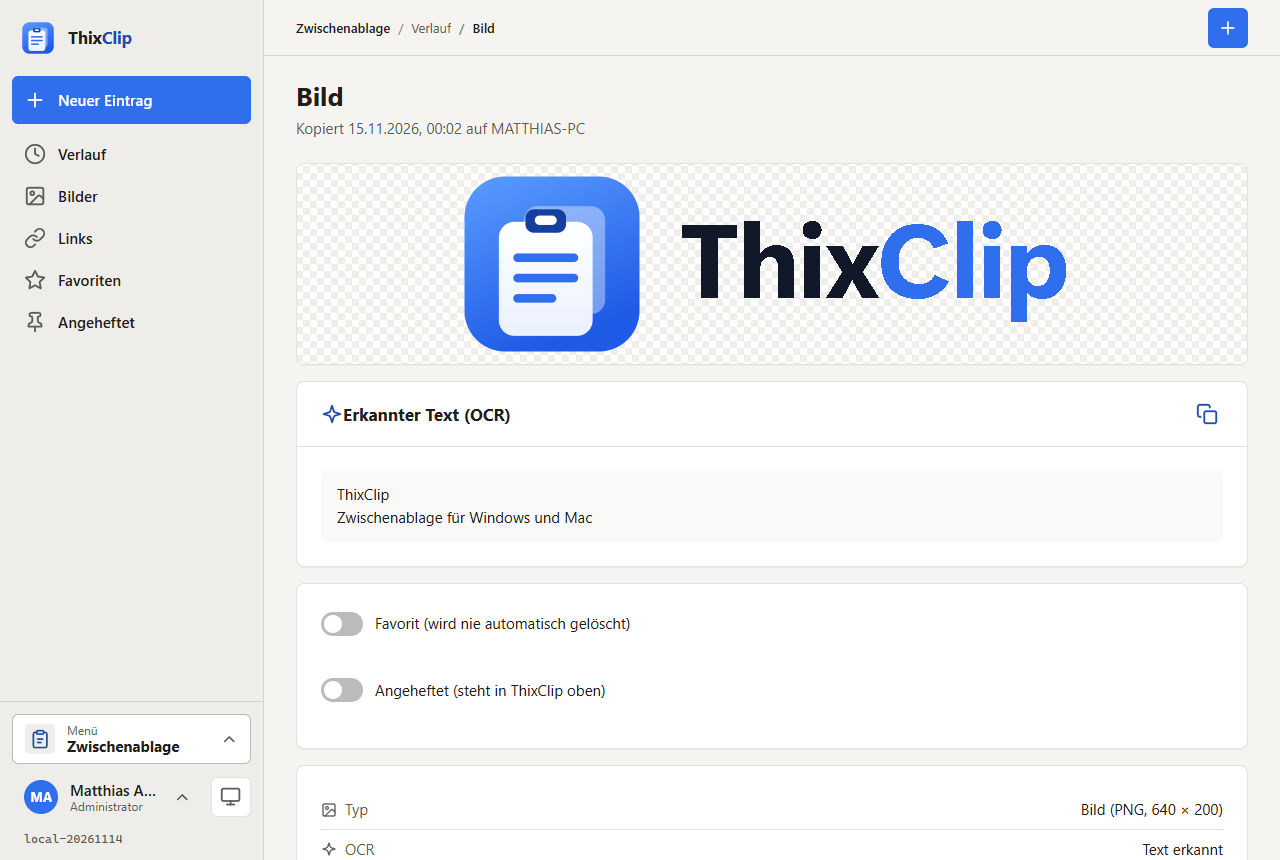 ThixClip
Neuer Eintrag
Verlauf
Bilder
Links
Favoriten
Angeheftet
Menü
Zwischenablage
MA
Matthias A...
Administrator
local-20261114
Zwischenablage / Verlauf / Bild
Bild
Kopiert 15.11.2026, 00:02 auf MATTHIAS-PC
ThixClip
Erkannter Text (OCR)
ThixClip
Zwischenablage für Windows und Mac
Favorit (wird nie automatisch gelöscht)
Angeheftet (steht in ThixClip oben)
Typ Bild (PNG, 640 × 200)
OCR Text erkannt